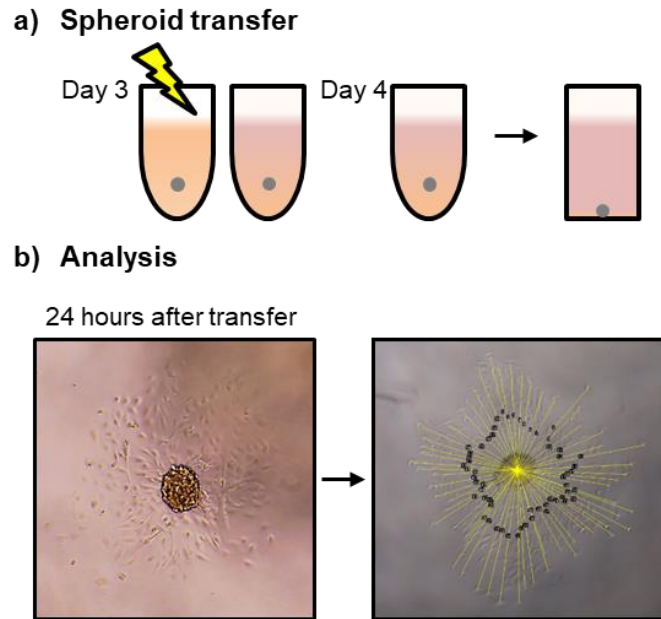 a) Spheroid transfer
Day 3
Day 4
b) Analysis
24 hours after transfer